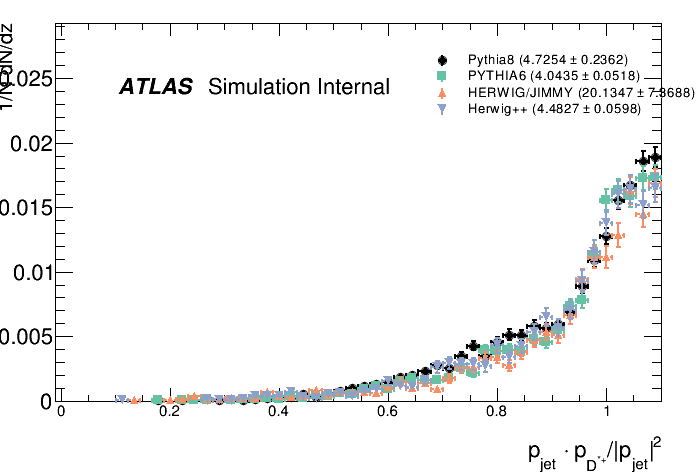 1/N dN/dz
0.025
0.02
0.015
0.01
0.005
0
ATLAS Simulation Internal
Pythia8 (4.7254 ± 0.2362)
PYTHIA6 (4.0435 ± 0.0518)
HERWIG/JIMMY (20.1347 ± 7.3688)
Herwig++ (4.4827 ± 0.0598)
0 0.2 0.4 0.6 0.8 1
p_jet · p_D*+/|p_jet|²